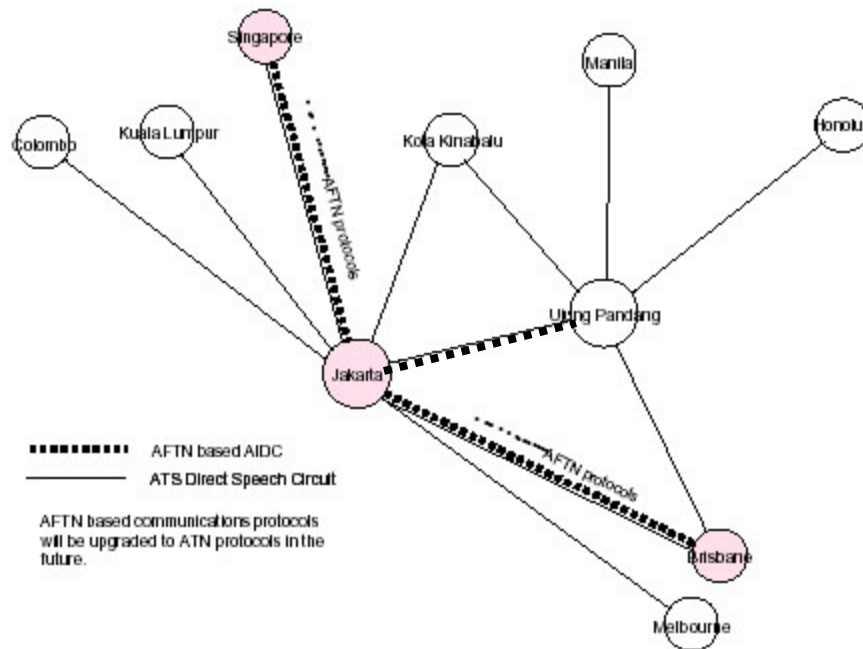 Singapore
Manila
Colombo
Kuala Lumpur
Kota Kinabalu
Honolu
AFTN protocols
Ujung Pandang
Jakarta
AFTN protocols
AFTN based AIDC
ATS Direct Speech Circuit
AFTN based communications protocols
will be upgraded to ATN protocols in the
future.
Brisbane
Melbourne